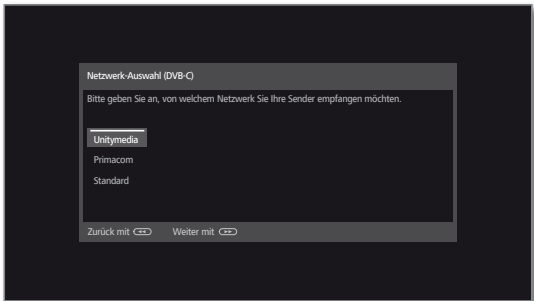 Netzwerk-Auswahl (DVB-C)
Bitte geben Sie an, von welchem Netzwerk Sie Ihre Sender empfangen möchten.
Unitymedia
Primacom
Standard
Zurück mit Weiter mit